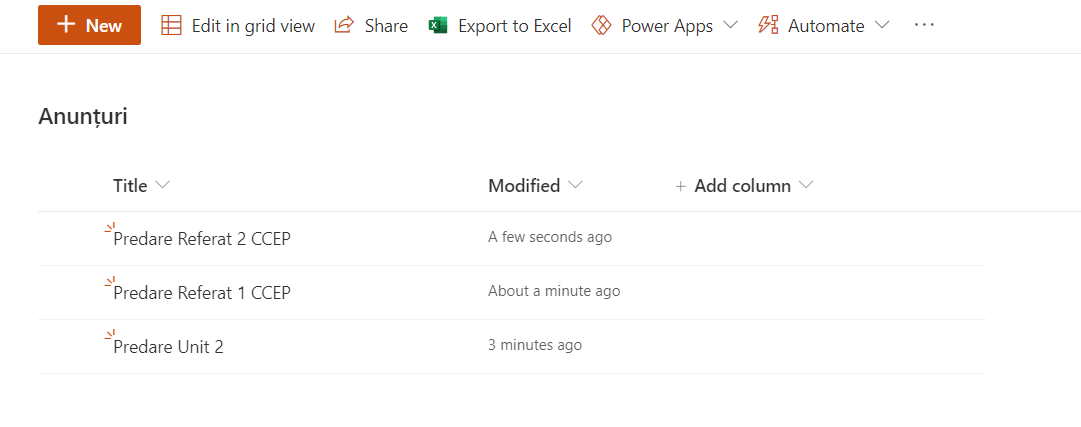 New Edit in grid view Share Export to Excel Power Apps Automate ...
Anunțuri
Title Modified + Add column
Predare Referat 2 CCEP A few seconds ago
Predare Referat 1 CCEP About a minute ago
Predare Unit 2 3 minutes ago